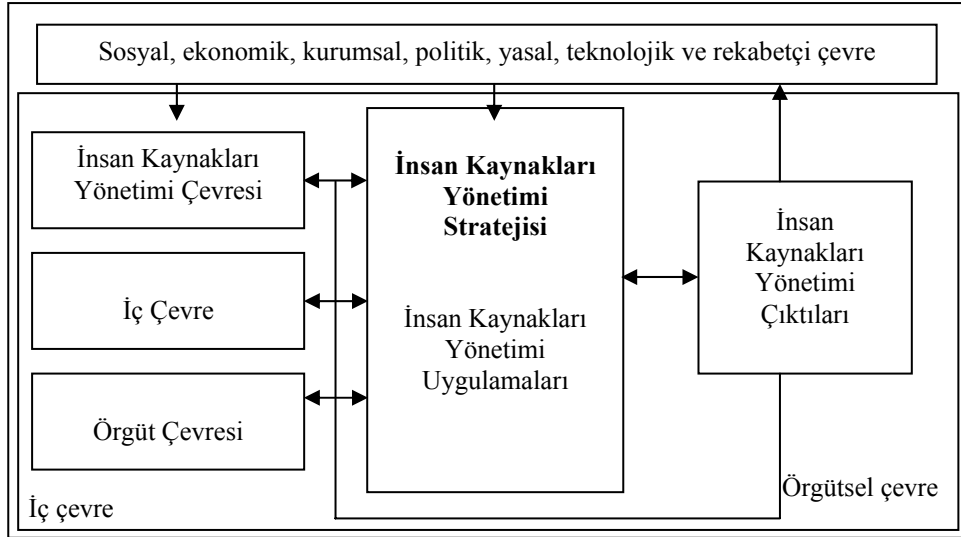 Sosyal, ekonomik, kurumsal, politik, yasal, teknolojik ve rekabetçi çevre
İnsan Kaynakları
Yönetimi Çevresi
İç Çevre
Örgüt Çevresi
İnsan Kaynakları
Yönetimi
Stratejisi
İnsan Kaynakları
Yönetimi
Uygulamaları
İnsan
Kaynakları
Yönetimi
Çıktıları
İç çevre
Örgütsel çevre